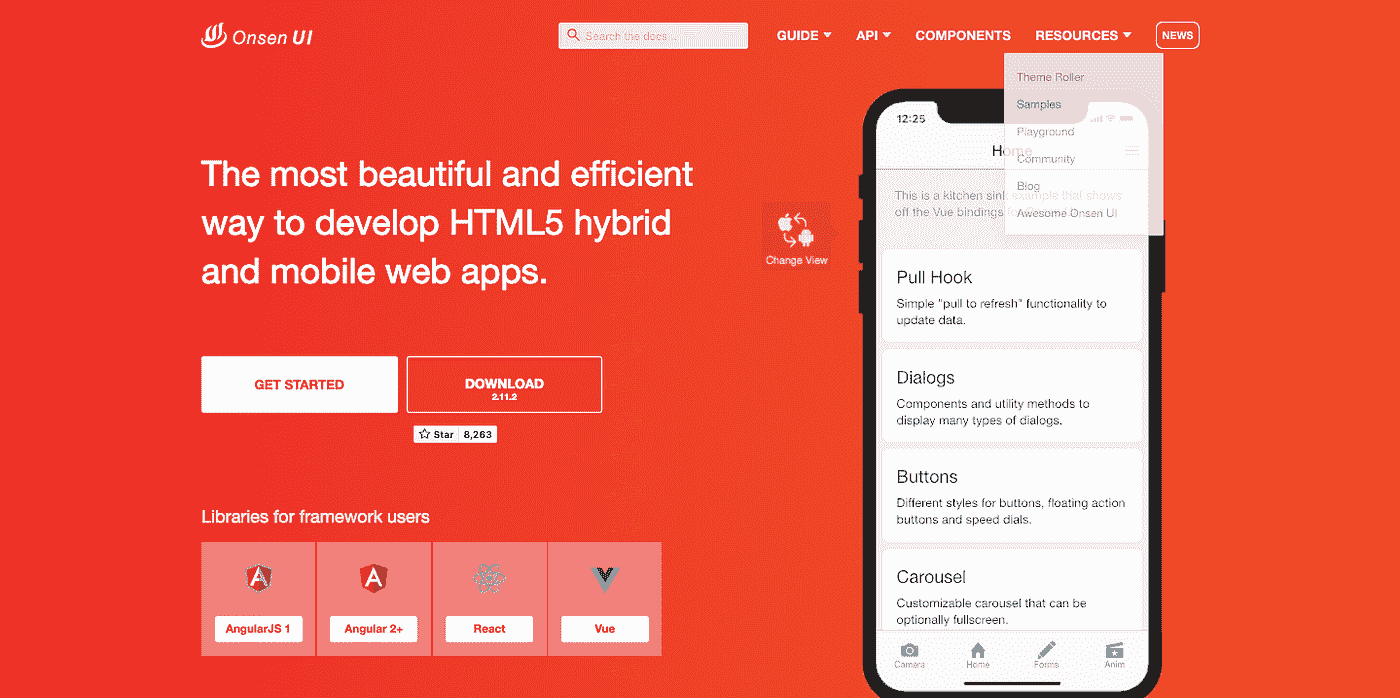 Onsen UI
Search the docs...
GUIDE
API
COMPONENTS
RESOURCES
NEWS
Theme Roller
Samples
Playground
Community
Blog
Awesome Onsen UI
The most beautiful and efficient
way to develop HTML5 hybrid
and mobile web apps.
GET STARTED
DOWNLOAD
2.11.2
Star 8,263
Libraries for framework users
AngularJS 1
Angular 2+
React
Vue
Change View
12:25
Home
This is a kitchen sink example that shows
off the Vue bindings
Pull Hook
Simple "pull to refresh" functionality to
update data.
Dialogs
Components and utility methods to
display many types of dialogs.
Buttons
Different styles for buttons, floating action
buttons and speed dials.
Carousel
Customizable carousel that can be
optionally fullscreen.
Camera
Home
Forms
Anim